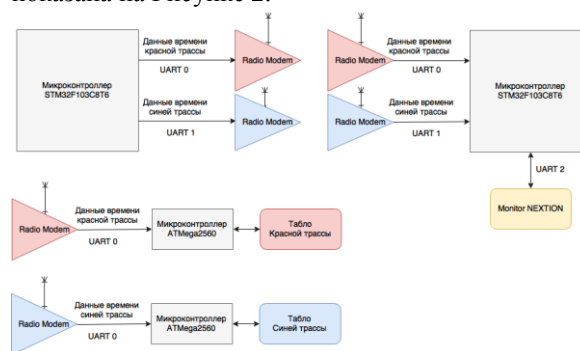 показана на Рисунке 2.
Данные времени
красной трассы
Radio Modem
UART 0
Микроконтроллер
STM32F103C8T6
Данные времени
синей трассы
Radio Modem
UART 1
Данные времени
красной трассы
Radio Modem
UART 0
Микроконтроллер
STM32F103C8T6
Данные времени
синей трассы
Radio Modem
UART 1
UART 2
Monitor NEXTION
Данные времени
красной трассы
Radio Modem
UART 0
Микроконтроллер
ATMega2560
Табло
Красной трассы
Данные времени
синей трассы
Radio Modem
UART 0
Микроконтроллер
ATMega2560
Табло
Синей трассы